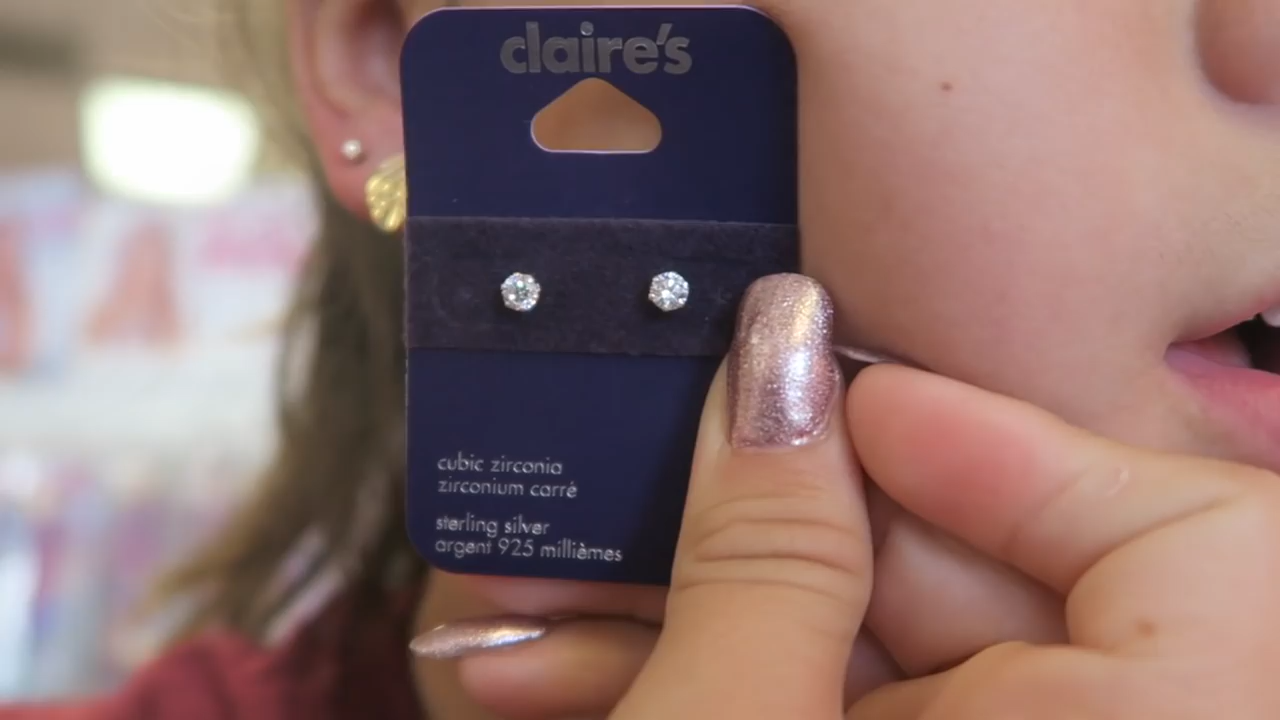 claire's
cubic zirconia
zirconium carré
sterling silver
argent 925 millièmes